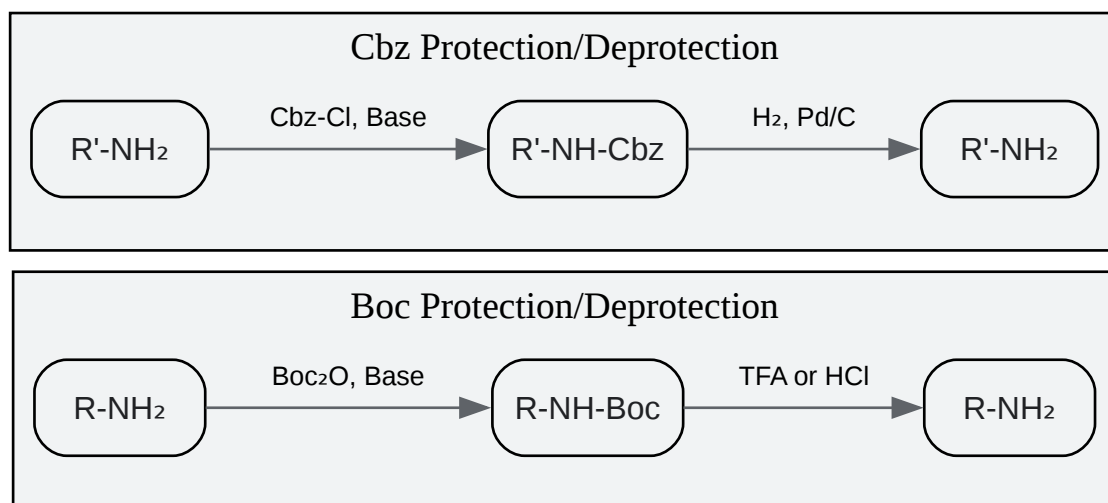 Cbz Protection/Deprotection
Cbz-Cl, Base
H₂, Pd/C
R'-NH₂
R'-NH-Cbz
R'-NH₂
Boc Protection/Deprotection
Boc₂O, Base
TFA or HCl
R-NH₂
R-NH-Boc
R-NH₂